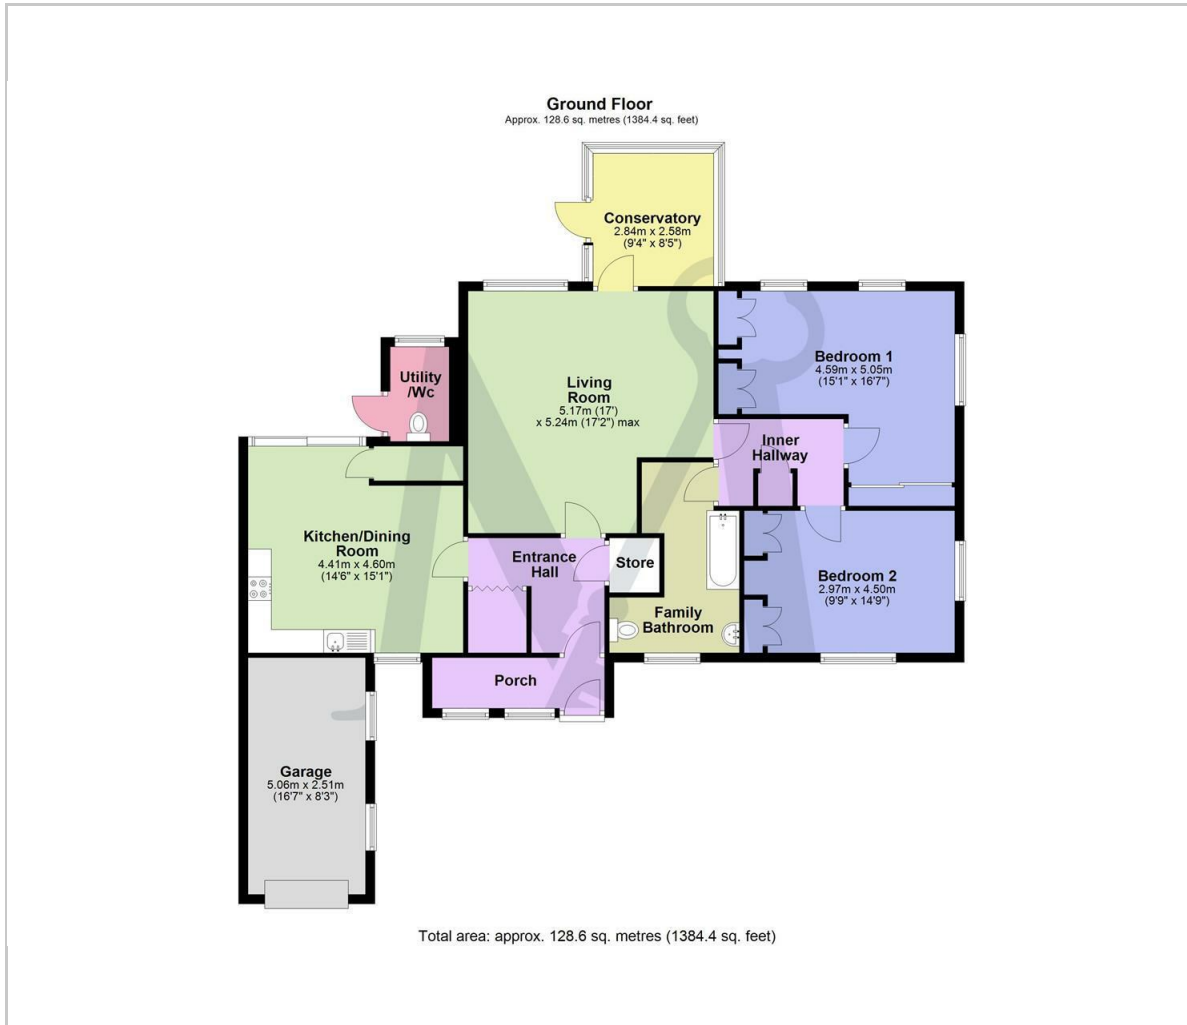 Ground Floor
Approx. 128.6 sq. metres (1384.4 sq. feet)
Conservatory
2.84m x 2.58m
(9'4" x 8'5")
Utility
/Wc
Living
Room
5.17m (17')
x 5.24m (17'2") max
Bedroom 1
4.59m x 5.05m
(15'1" x 16'7")
Inner
Hallway
Kitchen/Dining
Room
4.41m x 4.60m
(14'6" x 15'1")
Entrance
Hall
Store
Bedroom 2
2.97m x 4.50m
(9'9" x 14'9")
Family
Bathroom
Porch
Garage
5.06m x 2.51m
(16'7" x 8'3")
Total area: approx. 128.6 sq. metres (1384.4 sq. feet)